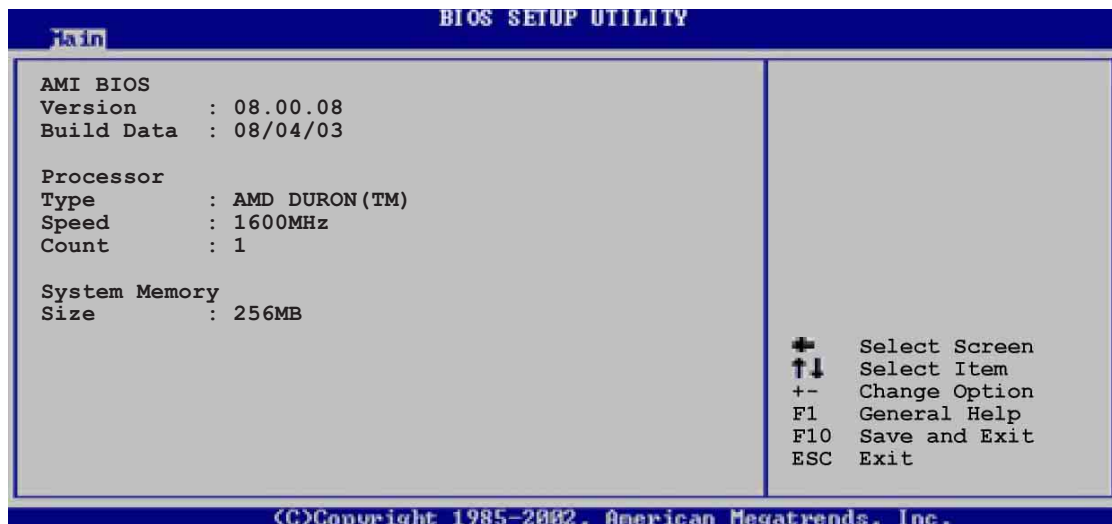 BIOS SETUP UTILITY
Main
AMI BIOS
Version : 08.00.08
Build Data : 08/04/03
Processor
Type : AMD DURON(TM)
Speed : 1600MHz
Count : 1
System Memory
Size : 256MB
← Select Screen
↑↓ Select Item
+- Change Option
F1 General Help
F10 Save and Exit
ESC Exit
(C)Copyright 1985-2002, American Megatrends, Inc.